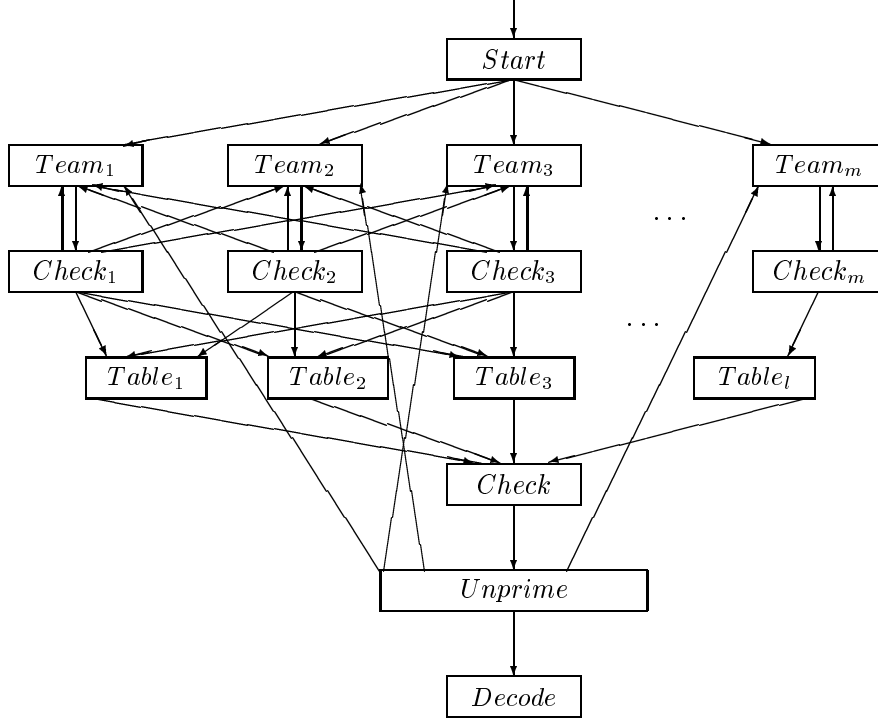 Start
Team₁ Team₂ Team₃ Teamₘ
. . .
Check₁ Check₂ Check₃ Checkₘ
. . .
Table₁ Table₂ Table₃ Tableₗ
Check
Unprime
Decode